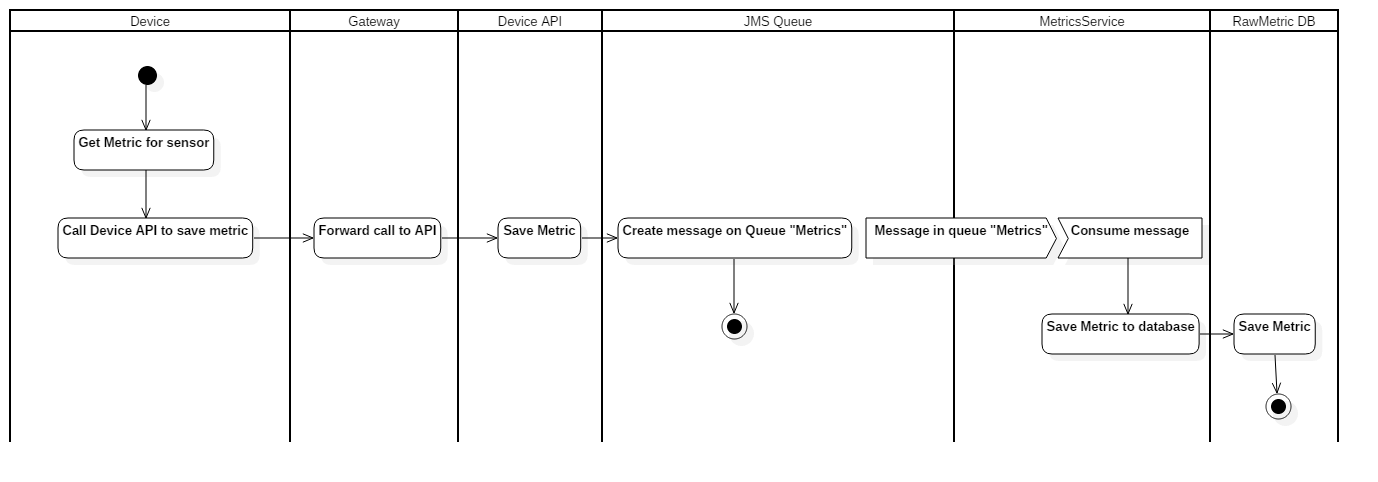 Device
Gateway
Device API
JMS Queue
MetricsService
RawMetric DB
Get Metric for sensor
Call Device API to save metric
Forward call to API
Save Metric
Create message on Queue "Metrics"
Message in queue "Metrics"
Consume message
Save Metric to database
Save Metric